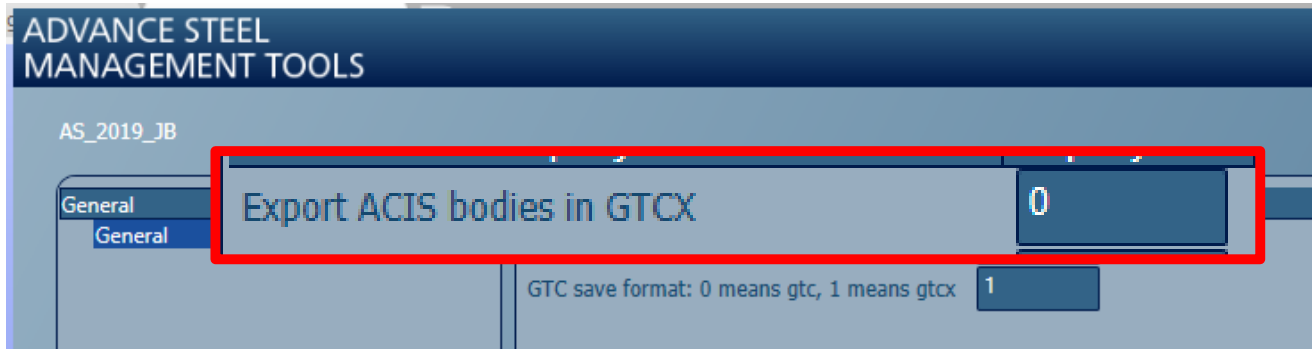 ADVANCE STEEL
MANAGEMENT TOOLS
AS_2019_JB
General
General
Export ACIS bodies in GTCX 0
GTC save format: 0 means gtc, 1 means gtcx 1